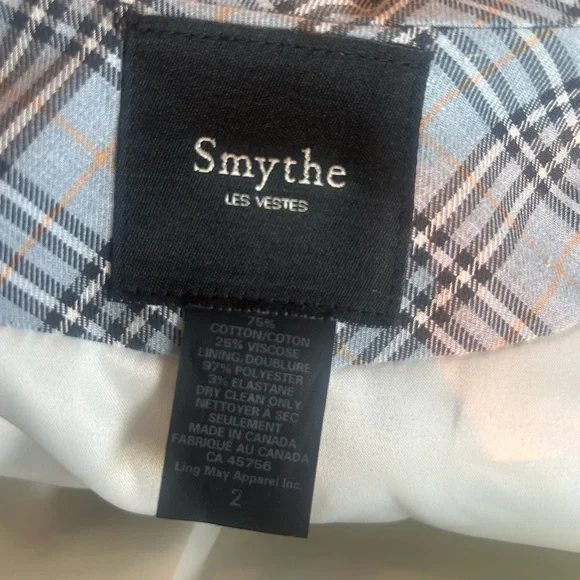 Smythe
LES VESTES
75%
COTTON/COTON
25% VISCOSE
LINING/DOUBLURE
97% POLYESTER
3% ELASTANE
DRY CLEAN ONLY
NETTOYER A SEC
SEULEMENT
MADE IN CANADA
FABRIQUÉ AU CANADA
CA 45756
Ling May Apparel Inc.
2